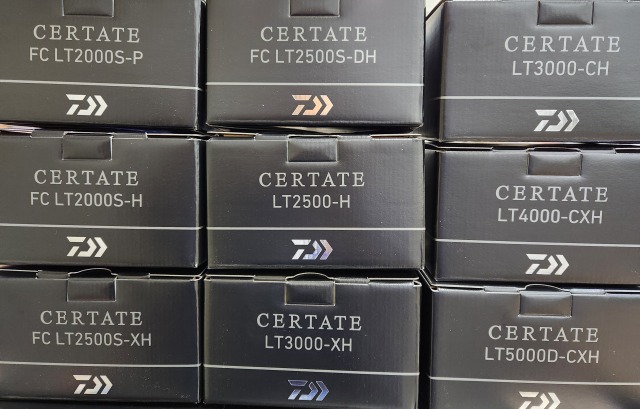 CERTATE
FC LT2000S-P
CERTATE
FC LT2500S-DH
CERTATE
LT3000-CH
CERTATE
FC LT2000S-H
CERTATE
LT2500-H
CERTATE
LT4000-CXH
CERTATE
FC LT2500S-XH
CERTATE
LT3000-XH
CERTATE
LT5000D-CXH